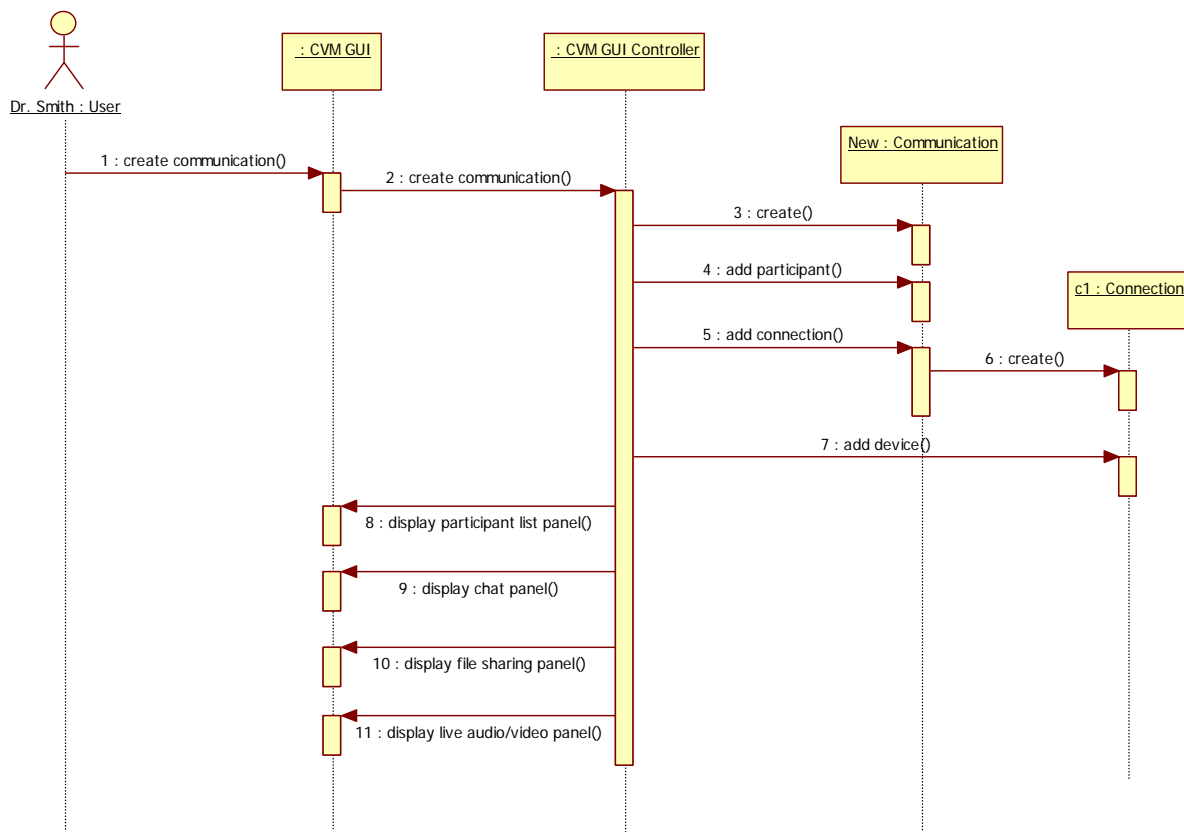 : CVM GUI
: CVM GUI Controller
Dr. Smith : User
New : Communication
1 : create communication()
2 : create communication()
3 : create()
4 : add participant()
c1 : Connection
5 : add connection()
6 : create()
7 : add device()
8 : display participant list panel()
9 : display chat panel()
10 : display file sharing panel()
11 : display live audio/video panel()